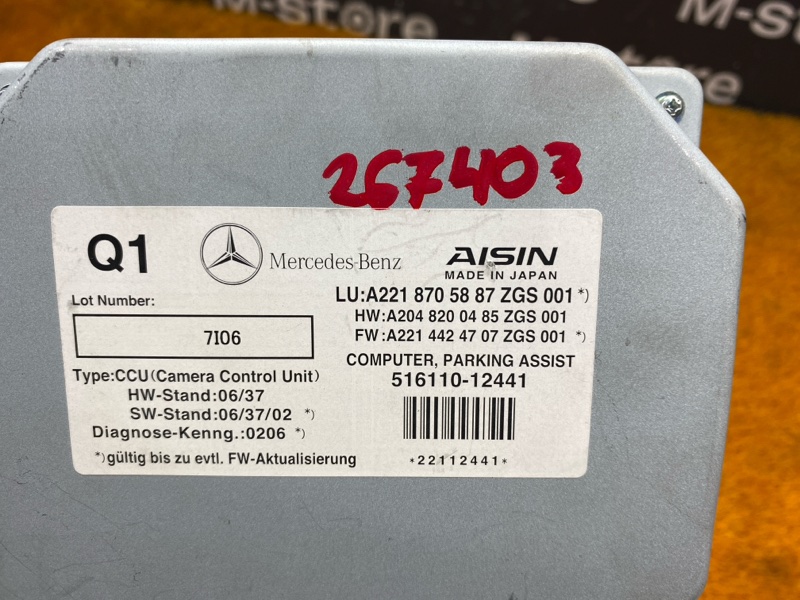 M-store
M-store
267403
Q1
Mercedes-Benz
AISIN
MADE IN JAPAN
Lot Number:
7I06
LU:A221 870 58 87 ZGS 001 *)
HW:A204 820 04 85 ZGS 001
FW:A221 442 47 07 ZGS 001 *)
Type:CCU(Camera Control Unit)
HW-Stand:06/37
SW-Stand:06/37/02 *)
Diagnose-Kenng.:0206 *)
*)gültig bis zu evtl. FW-Aktualisierung
COMPUTER, PARKING ASSIST
516110-12441
*22112441*